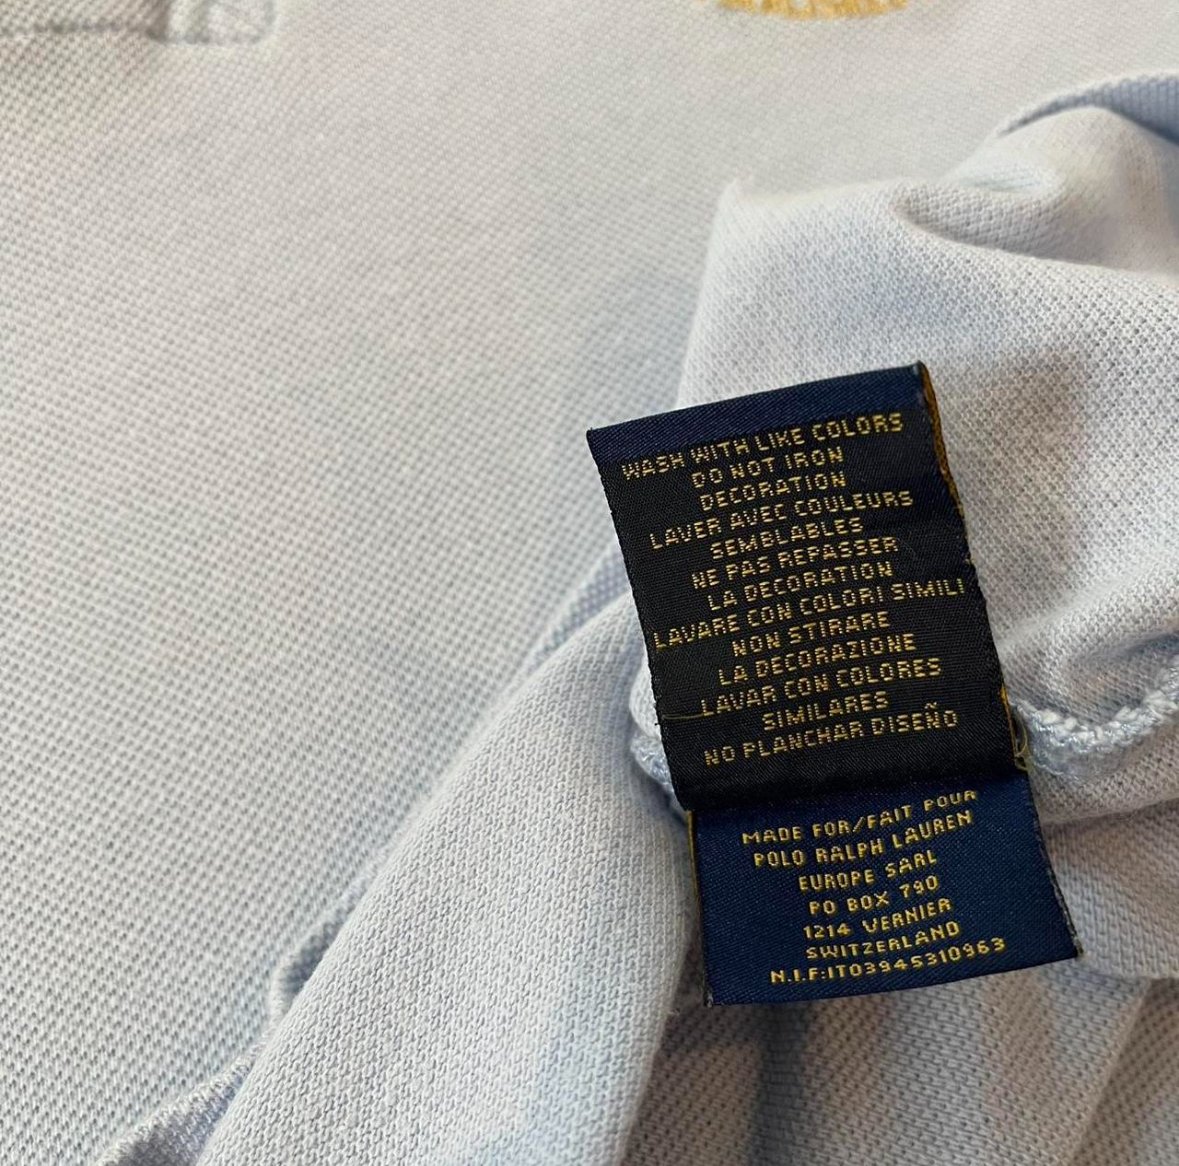 WASH WITH LIKE COLORS
DO NOT IRON
DECORATION
LAVER AVEC COULEURS
SEMBLABLES
NE PAS REPASSER
LA DECORATION
LAVARE CON COLORI SIMILI
NON STIRARE
LA DECORAZIONE
LAVAR CON COLORES
SIMILARES
NO PLANCHAR DISEÑO
MADE FOR/FAIT POUR
POLO RALPH LAUREN
EUROPE SARL
PO BOX 790
1214 VERNIER
SWITZERLAND
N.I.F:IT03945310963